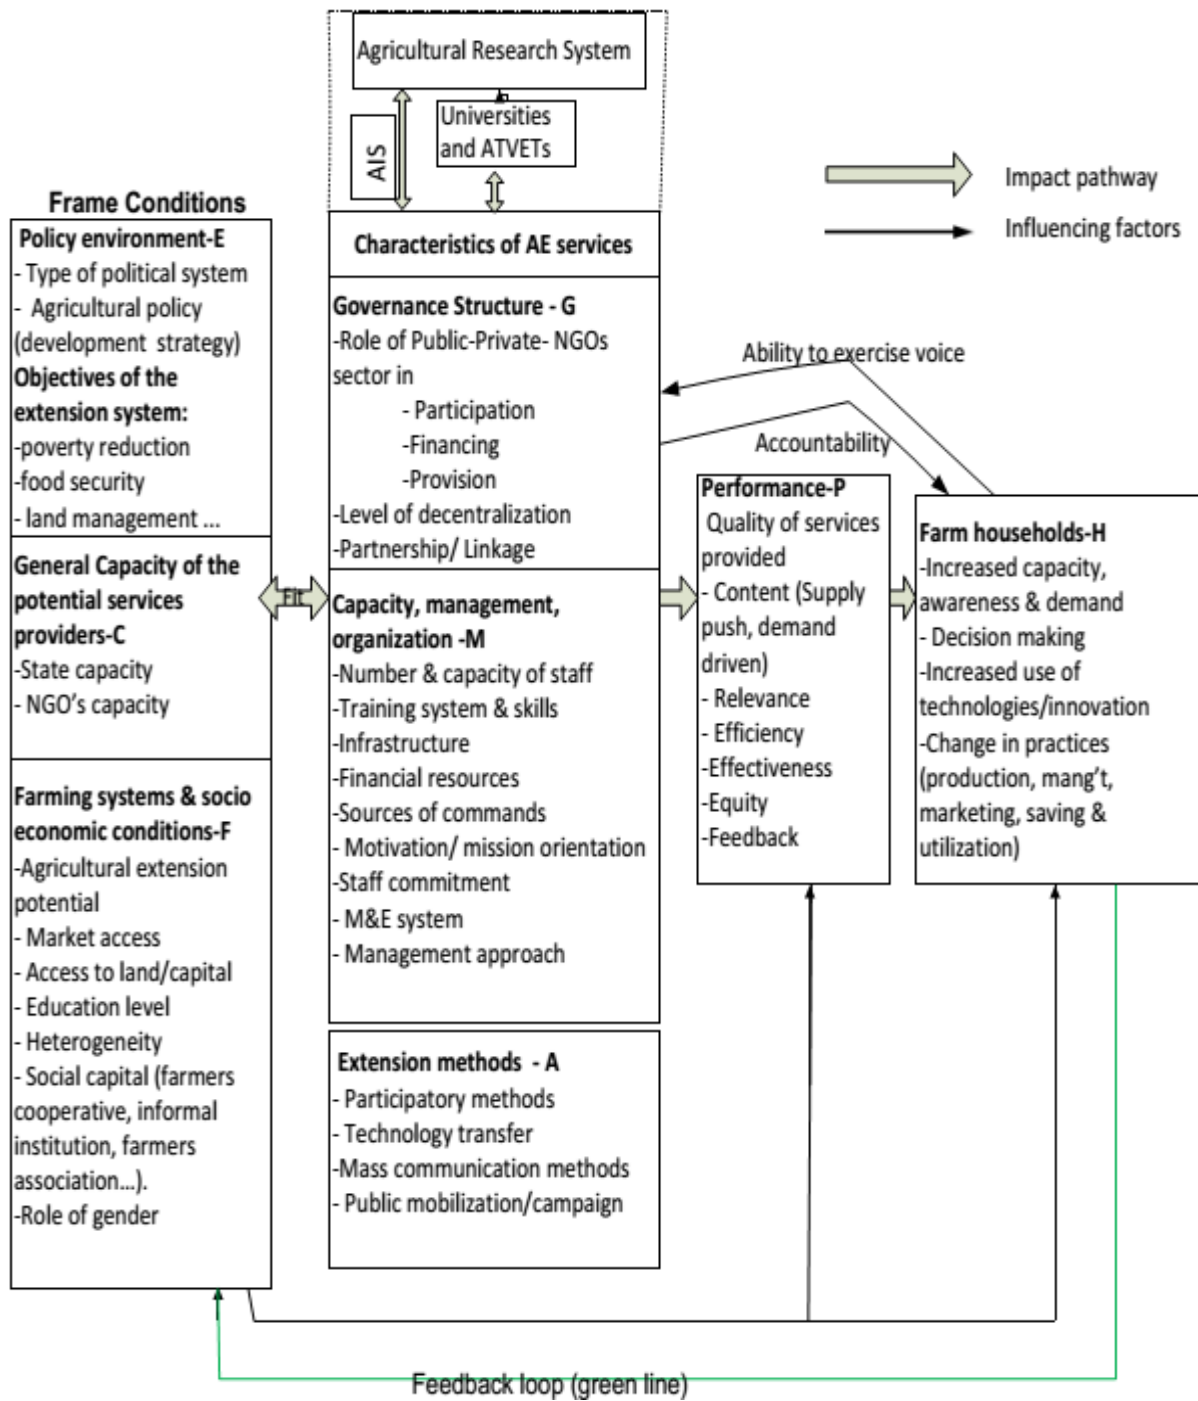 Agricultural Research System
AIS
Universities
and ATVETs
Impact pathway
Influencing factors
Frame Conditions
Policy environment-E
- Type of political system
- Agricultural policy
(development strategy)
Objectives of the
extension system:
-poverty reduction
-food security
- land management ...
General Capacity of the
potential services
providers-C
-State capacity
- NGO's capacity
Farming systems & socio
economic conditions-F
-Agricultural extension
potential
- Market access
- Access to land/capital
- Education level
- Heterogeneity
- Social capital (farmers
cooperative, informal
institution, farmers
association...).
-Role of gender
Fit
Characteristics of AE services
Governance Structure - G
-Role of Public-Private- NGOs
sector in
- Participation
-Financing
-Provision
-Level of decentralization
-Partnership/ Linkage
Capacity, management,
organization -M
-Number & capacity of staff
-Training system & skills
-Infrastructure
-Financial resources
-Sources of commands
- Motivation/ mission orientation
-Staff commitment
- M&E system
- Management approach
Extension methods - A
- Participatory methods
- Technology transfer
-Mass communication methods
- Public mobilization/campaign
Ability to exercise voice
Accountability
Performance-P
Quality of services
provided
- Content (Supply
push, demand
driven)
- Relevance
- Efficiency
-Effectiveness
-Equity
-Feedback
Farm households-H
-Increased capacity,
awareness & demand
- Decision making
-Increased use of
technologies/innovation
-Change in practices
(production, mang't,
marketing, saving &
utilization)
Feedback loop (green line)